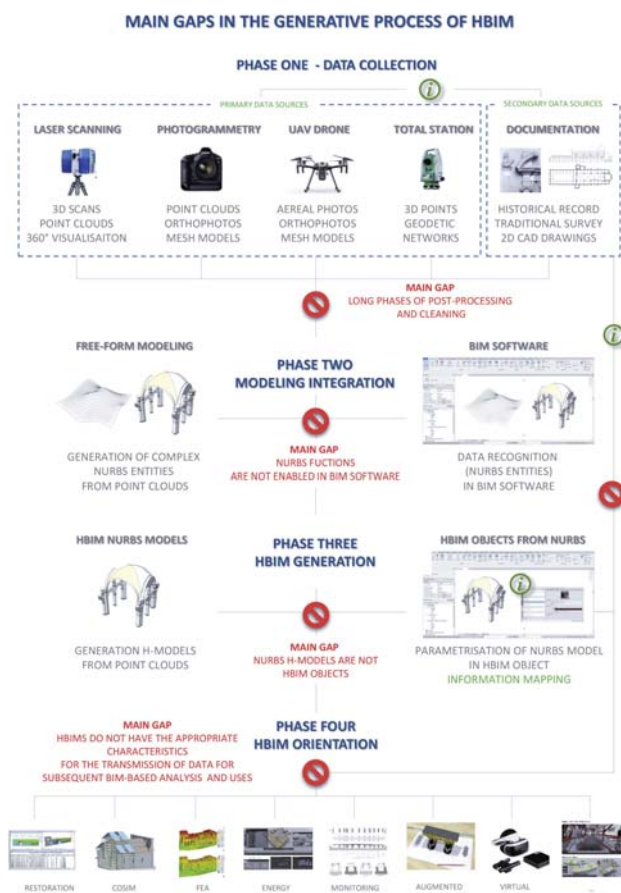 MAIN GAPS IN THE GENERATIVE PROCESS OF HBIM
PHASE ONE - DATA COLLECTION
PRIMARY DATA SOURCES
SECONDARY DATA SOURCES
LASER SCANNING
PHOTOGRAMMETRY
UAV DRONE
TOTAL STATION
DOCUMENTATION
3D SCANS
POINT CLOUDS
360° VISUALISAITON
POINT CLOUDS
ORTHOPHOTOS
MESH MODELS
AEREAL PHOTOS
ORTHOPHOTOS
MESH MODELS
3D POINTS
GEODETIC
NETWORKS
HISTORICAL RECORD
TRADITIONAL SURVEY
2D CAD DRAWINGS
MAIN GAP
LONG PHASES OF POST-PROCESSING
AND CLEANING
FREE-FORM MODELING
PHASE TWO
MODELING INTEGRATION
BIM SOFTWARE
GENERATION OF COMPLEX
NURBS ENTITIES
FROM POINT CLOUDS
MAIN GAP
NURBS FUCTIONS
ARE NOT ENABLED IN BIM SOFTWARE
DATA RECOGNITION
(NURBS ENTITIES)
IN BIM SOFTWARE
HBIM NURBS MODELS
PHASE THREE
HBIM GENERATION
HBIM OBJECTS FROM NURBS
GENERATION H-MODELS
FROM POINT CLOUDS
MAIN GAP
NURBS H-MODELS ARE NOT
HBIM OBJECTS
PARAMETRISATION OF NURBS MODEL
IN HBIM OBJECT
INFORMATION MAPPING
MAIN GAP
HBIMS DO NOT HAVE THE APPROPRIATE
CHARACTERISTICS
FOR THE TRANSMISSION OF DATA FOR
SUBSEQUENT BIM-BASED ANALYSIS AND USES
PHASE FOUR
HBIM ORIENTATION
RESTORATION
COSIM
FEA
ENERGY
MONITORING
AUGMENTED
VIRTUAL